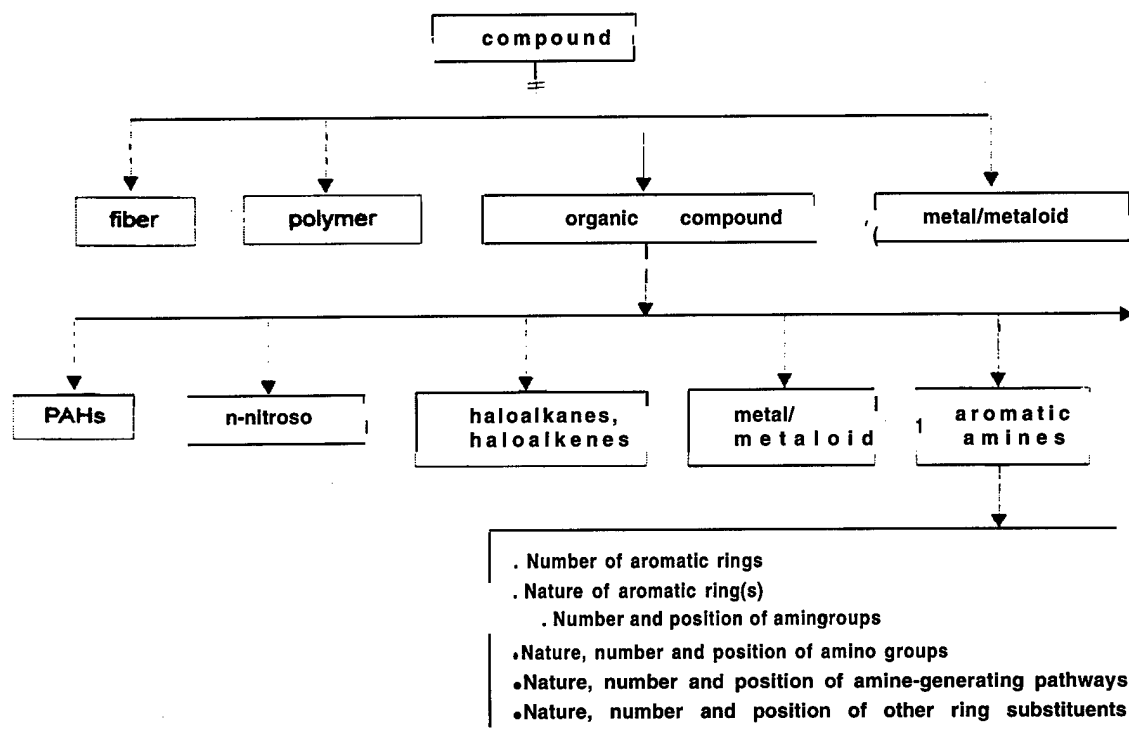 compound
fiber
polymer
organic compound
metal/metaloid
PAHs
n-nitroso
haloalkanes,
haloalkenes
metal/
metaloid
1 aromatic
amines
. Number of aromatic rings
. Nature of aromatic ring(s)
. Number and position of amingroups
.Nature, number and position of amino groups
•Nature, number and position of amine-generating pathways
•Nature, number and position of other ring substituents